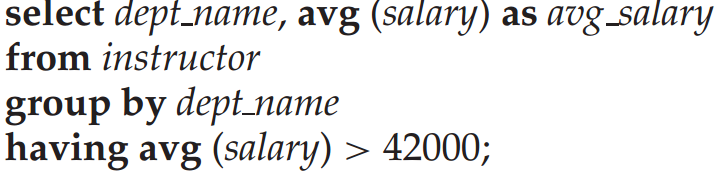 select dept_name, avg (salary) as avg_salary
from instructor
group by dept_name
having avg (salary) > 42000;